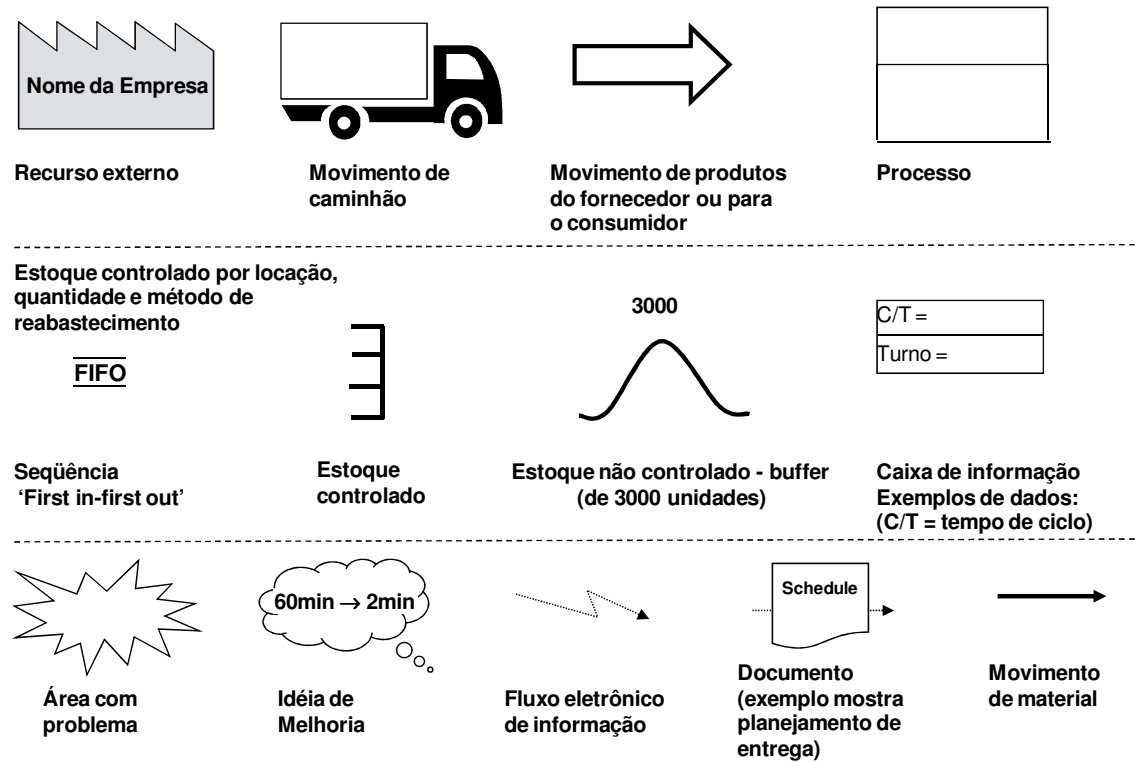 Nome da Empresa
Recurso externo
Movimento de
caminhão
Movimento de produtos
do fornecedor ou para
o consumidor
Processo
Estoque controlado por locação,
quantidade e método de
reabastecimento
FIFO
3000
C/T =
Turno =
Seqüência
‘First in-first out’
Estoque
controlado
Estoque não controlado - buffer
(de 3000 unidades)
Caixa de informação
Exemplos de dados:
(C/T = tempo de ciclo)
60min → 2min
Schedule
Área com
problema
Idéia de
Melhoria
Fluxo eletrônico
de informação
Documento
(exemplo mostra
planejamento de
entrega)
Movimento
de material